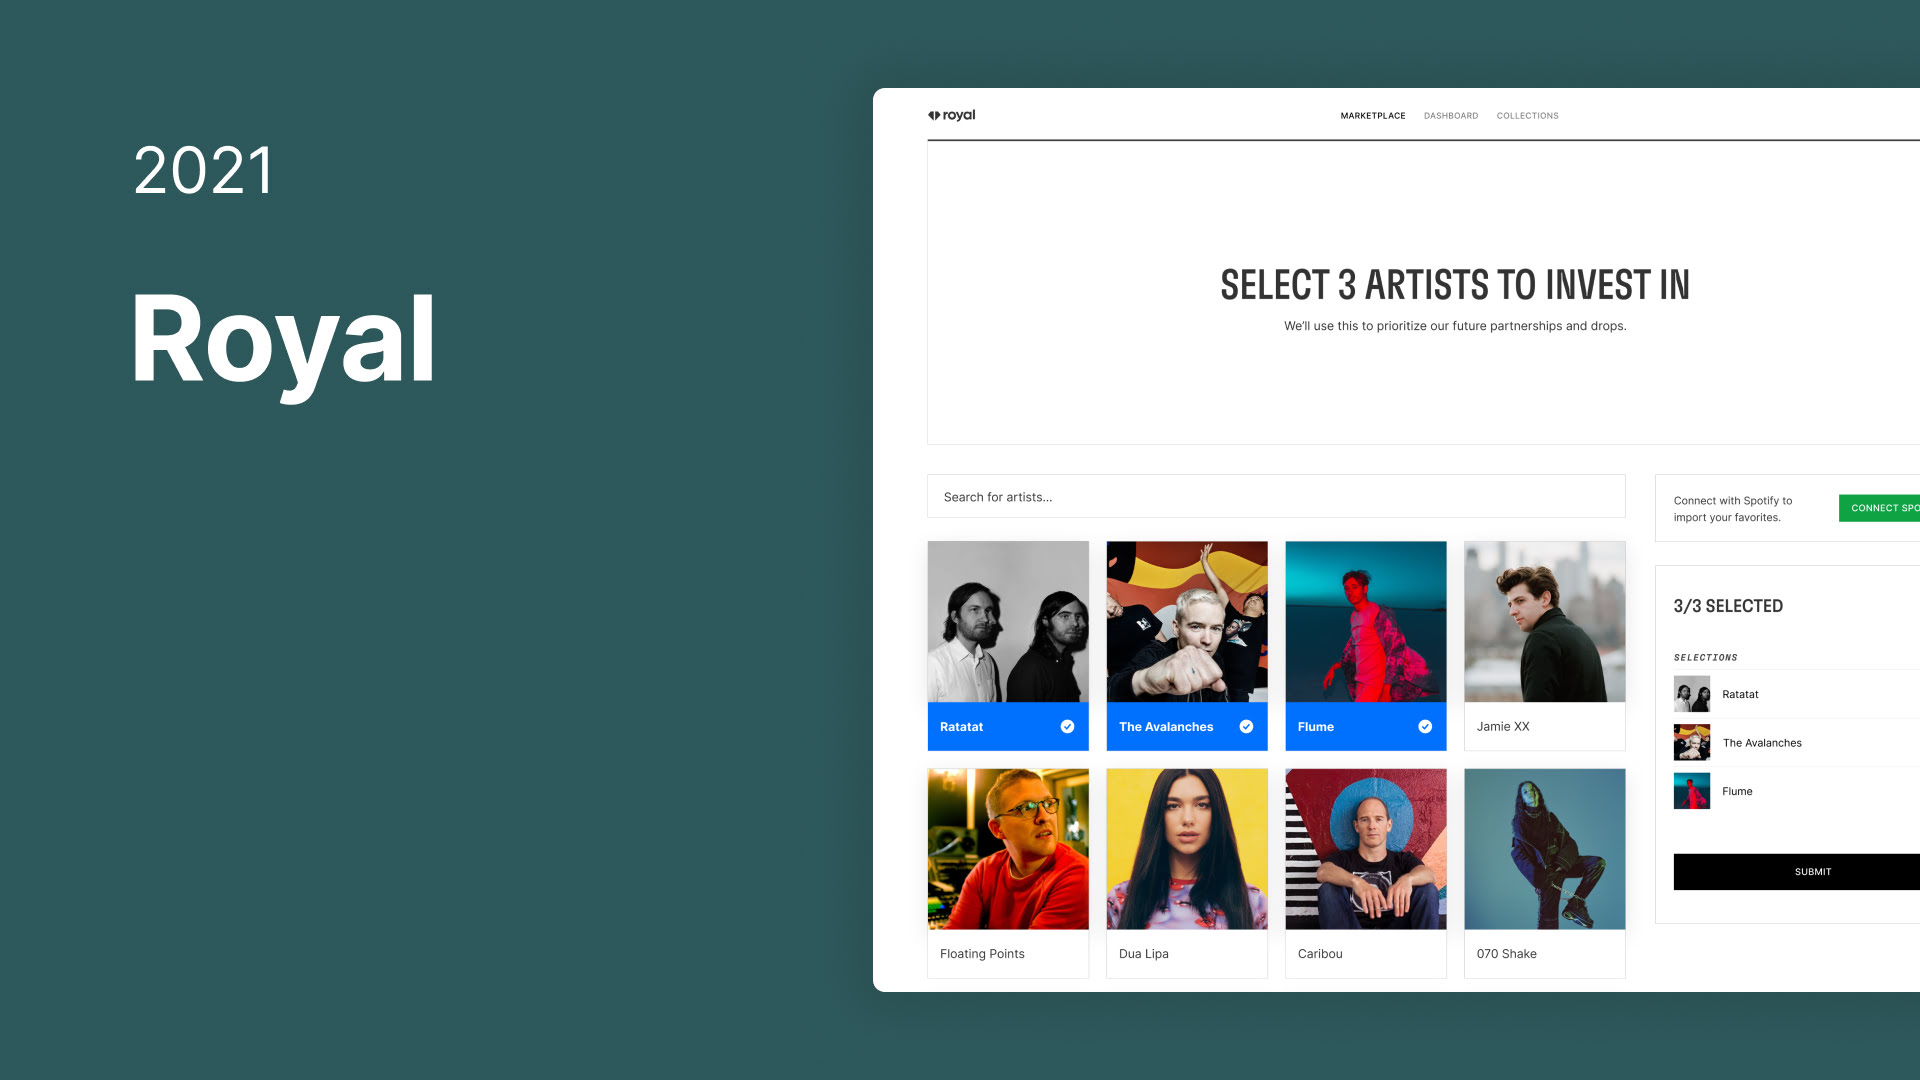 2021
Royal
royal
MARKETPLACE DASHBOARD COLLECTIONS
SELECT 3 ARTISTS TO INVEST IN
We'll use this to prioritize our future partnerships and drops.
Search for artists...
Connect with Spotify to
import your favorites.
CONNECT SPO
Ratatat
The Avalanches
Flume
Jamie XX
Floating Points
Dua Lipa
Caribou
070 Shake
3/3 SELECTED
SELECTIONS
Ratatat
The Avalanches
Flume
SUBMIT